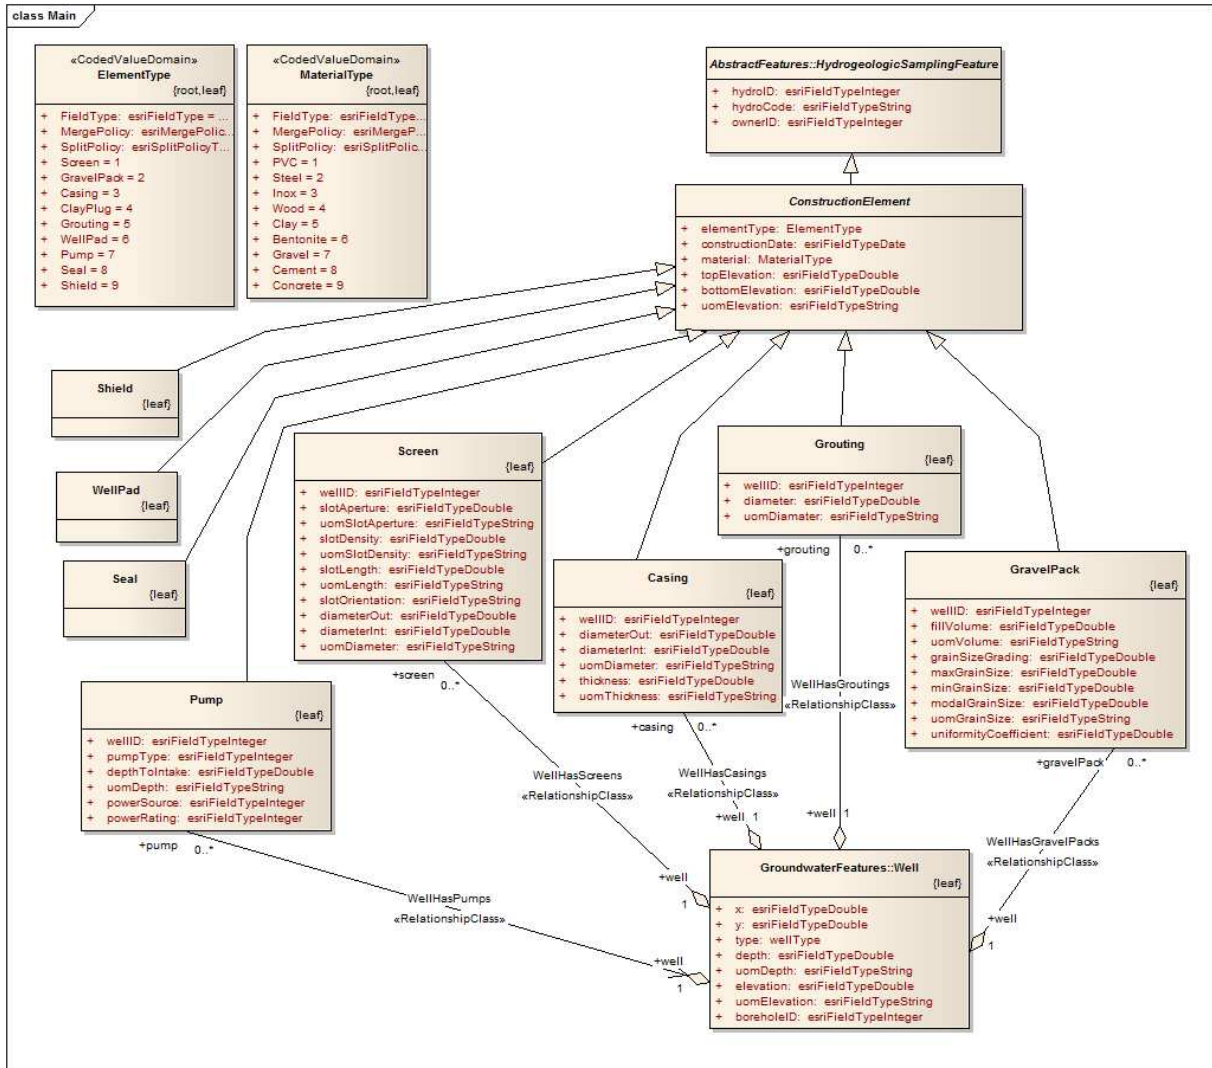 class Main
«CodedValueDomain»
ElementType
{root,leaf}
+ FieldType: esriFieldType = ...
+ MergePolicy: esriMergePolic...
+ SplitPolicy: esriSplitPolicyT...
+ Screen = 1
+ GravelPack = 2
+ Casing = 3
+ ClayPlug = 4
+ Grouting = 5
+ WellPad = 6
+ Pump = 7
+ Seal = 8
+ Shield = 9
«CodedValueDomain»
MaterialType
{root,leaf}
+ FieldType: esriFieldType...
+ MergePolicy: esriMergeP...
+ SplitPolicy: esriSplitPolic...
+ PVC = 1
+ Steel = 2
+ Inox = 3
+ Wood = 4
+ Clay = 5
+ Bentonite = 6
+ Gravel = 7
+ Cement = 8
+ Concrete = 9
AbstractFeatures::HydrogeologicSamplingFeature
+ hydroID: esriFieldTypeInteger
+ hydroCode: esriFieldTypeString
+ ownerID: esriFieldTypeInteger
ConstructionElement
+ elementType: ElementType
+ constructionDate: esriFieldTypeDate
+ material: MaterialType
+ topElevation: esriFieldTypeDouble
+ bottomElevation: esriFieldTypeDouble
+ uomElevation: esriFieldTypeString
Shield
{leaf}
WellPad
{leaf}
Seal
{leaf}
Screen
{leaf}
+ wellID: esriFieldTypeInteger
+ slotAperture: esriFieldTypeDouble
+ uomSlotAperture: esriFieldTypeString
+ slotDensity: esriFieldTypeDouble
+ uomSlotDensity: esriFieldTypeString
+ slotLength: esriFieldTypeDouble
+ uomLength: esriFieldTypeString
+ slotOrientation: esriFieldTypeString
+ diameterOut: esriFieldTypeDouble
+ diameterInt: esriFieldTypeDouble
+ uomDiameter: esriFieldTypeString
+screen
0..*
Grouting
{leaf}
+ wellID: esriFieldTypeInteger
+ diameter: esriFieldTypeDouble
+ uomDiamater: esriFieldTypeString
+grouting 0..*
Casing
{leaf}
+ wellID: esriFieldTypeInteger
+ diameterOut: esriFieldTypeDouble
+ diameterInt: esriFieldTypeDouble
+ uomDiameter: esriFieldTypeString
+ thickness: esriFieldTypeDouble
+ uomThickness: esriFieldTypeString
+casing 0..*
GravelPack
{leaf}
+ wellID: esriFieldTypeInteger
+ fillVolume: esriFieldTypeDouble
+ uomVolume: esriFieldTypeString
+ grainSizeGrading: esriFieldTypeDouble
+ maxGrainSize: esriFieldTypeDouble
+ minGrainSize: esriFieldTypeDouble
+ modalGrainSize: esriFieldTypeDouble
+ uomGrainSize: esriFieldTypeString
+ uniformityCoefficient: esriFieldTypeDouble
+gravelPack 0..*
Pump
{leaf}
+ wellID: esriFieldTypeInteger
+ pumpType: esriFieldTypeInteger
+ depthToIntake: esriFieldTypeDouble
+ uomDepth: esriFieldTypeString
+ powerSource: esriFieldTypeInteger
+ powerRating: esriFieldTypeInteger
+pump 0..*
WellHasGroutings
«RelationshipClass»
WellHasScreens
«RelationshipClass»
WellHasCasings
«RelationshipClass»
+well 1
+well 1
WellHasGravelPacks
«RelationshipClass»
WellHasPumps
«RelationshipClass»
+well
1
+well
1
+well
1
GroundwaterFeatures::Well
{leaf}
+ x: esriFieldTypeDouble
+ y: esriFieldTypeDouble
+ type: wellType
+ depth: esriFieldTypeDouble
+ uomDepth: esriFieldTypeString
+ elevation: esriFieldTypeDouble
+ uomElevation: esriFieldTypeString
+ boreholeID: esriFieldTypeInteger